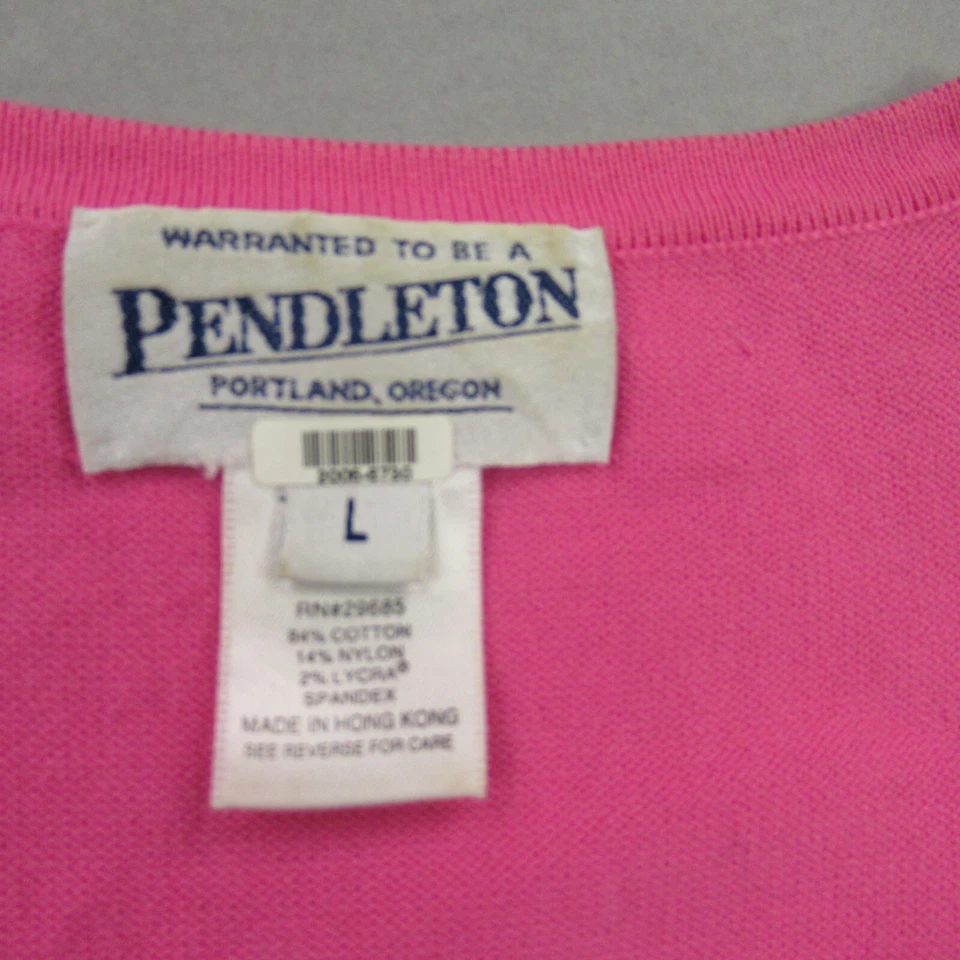 WARRANTED TO BE A
PENDLETON
PORTLAND, OREGON
2006-6730
L
RN#29685
84% COTTON
14% NYLON
2% LYCRA®
SPANDEX
MADE IN HONG KONG
SEE REVERSE FOR CARE